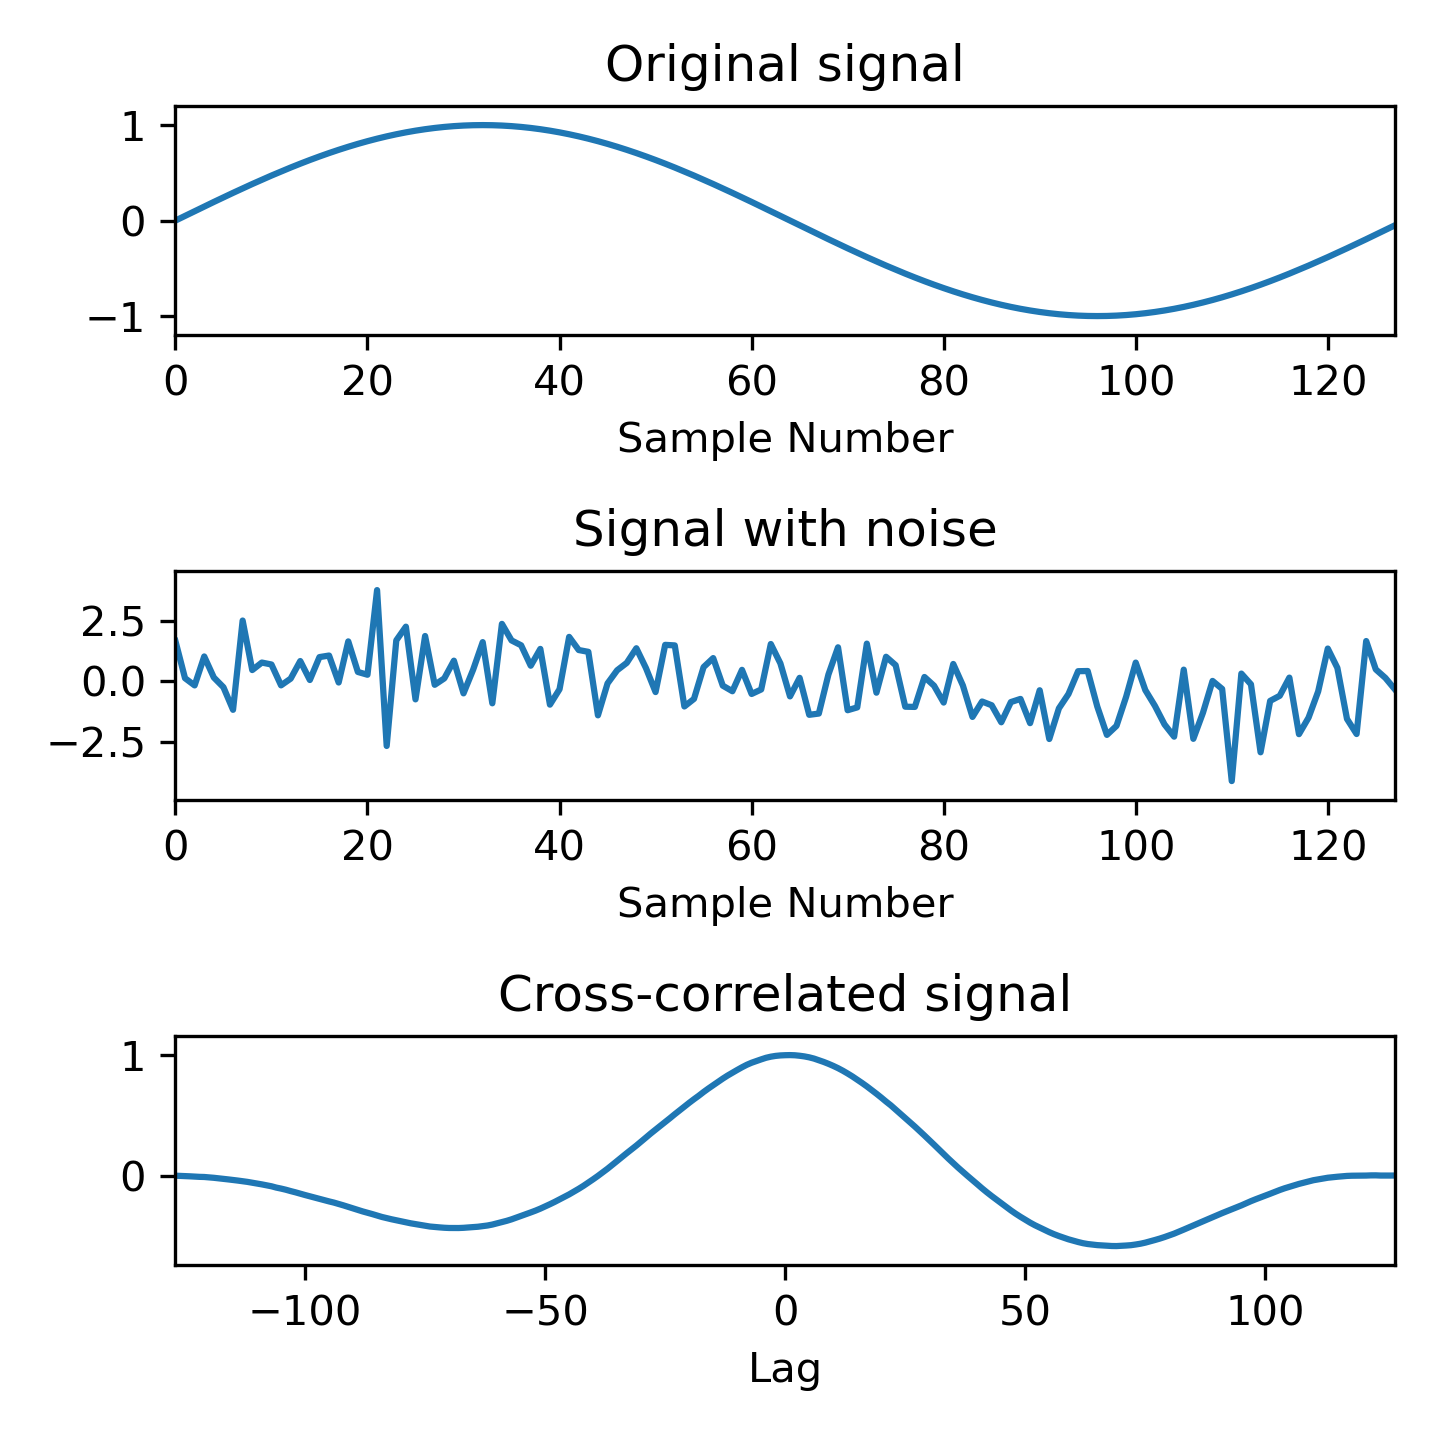 Original signal
1
0
−1
0 20 40 60 80 100 120
Sample Number
Signal with noise
2.5
0.0
−2.5
0 20 40 60 80 100 120
Sample Number
Cross-correlated signal
1
0
−100 −50 0 50 100
Lag